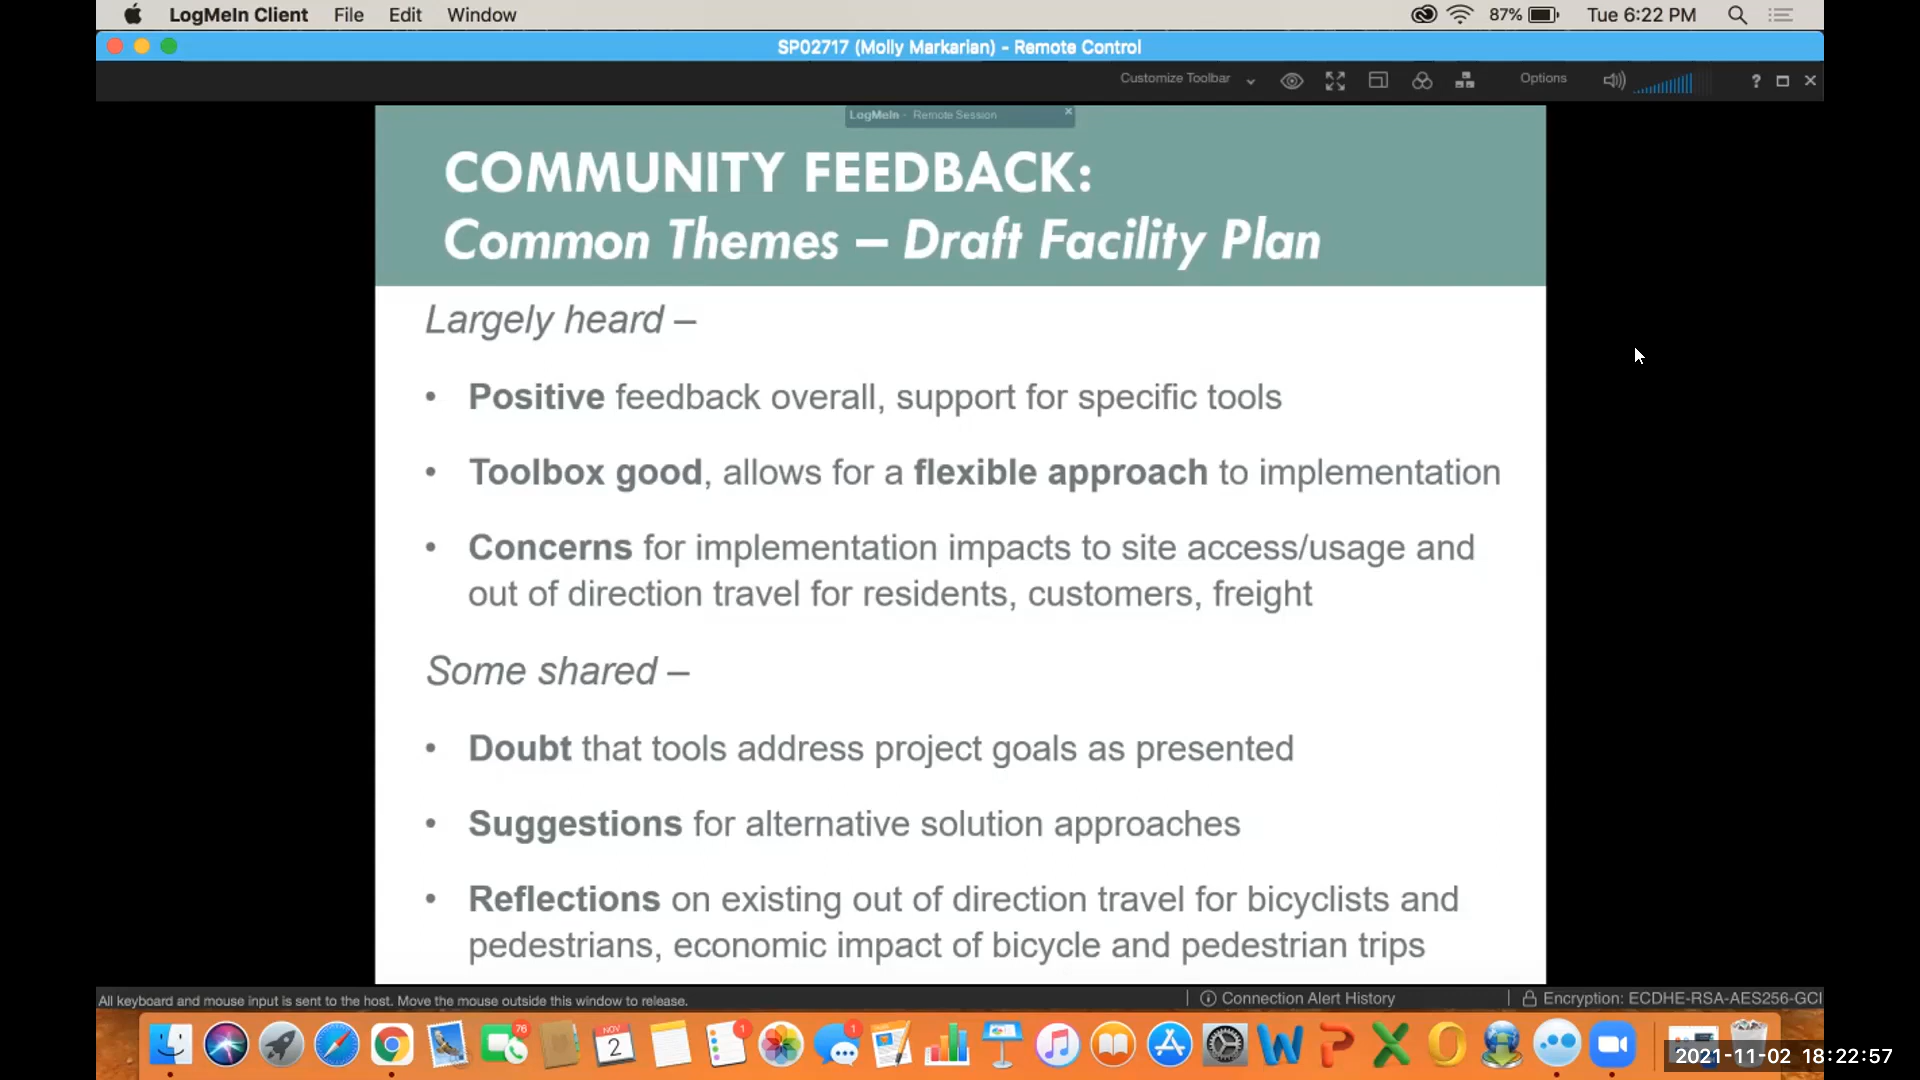 LogMeIn Client File Edit Window 87% Tue 6:22 PM
SP02717 (Molly Markarian) - Remote Control
Customize Toolbar Options ?
LogMeIn - Remote Session
COMMUNITY FEEDBACK:
Common Themes – Draft Facility Plan
Largely heard –
• Positive feedback overall, support for specific tools
• Toolbox good, allows for a flexible approach to implementation
• Concerns for implementation impacts to site access/usage and
out of direction travel for residents, customers, freight
Some shared –
• Doubt that tools address project goals as presented
• Suggestions for alternative solution approaches
• Reflections on existing out of direction travel for bicyclists and
pedestrians, economic impact of bicycle and pedestrian trips
All keyboard and mouse input is sent to the host. Move the mouse outside this window to release. Connection Alert History Encryption: ECDHE-RSA-AES256-GCI
76 NOV 2 1 1
2021-11-02 18:22:57